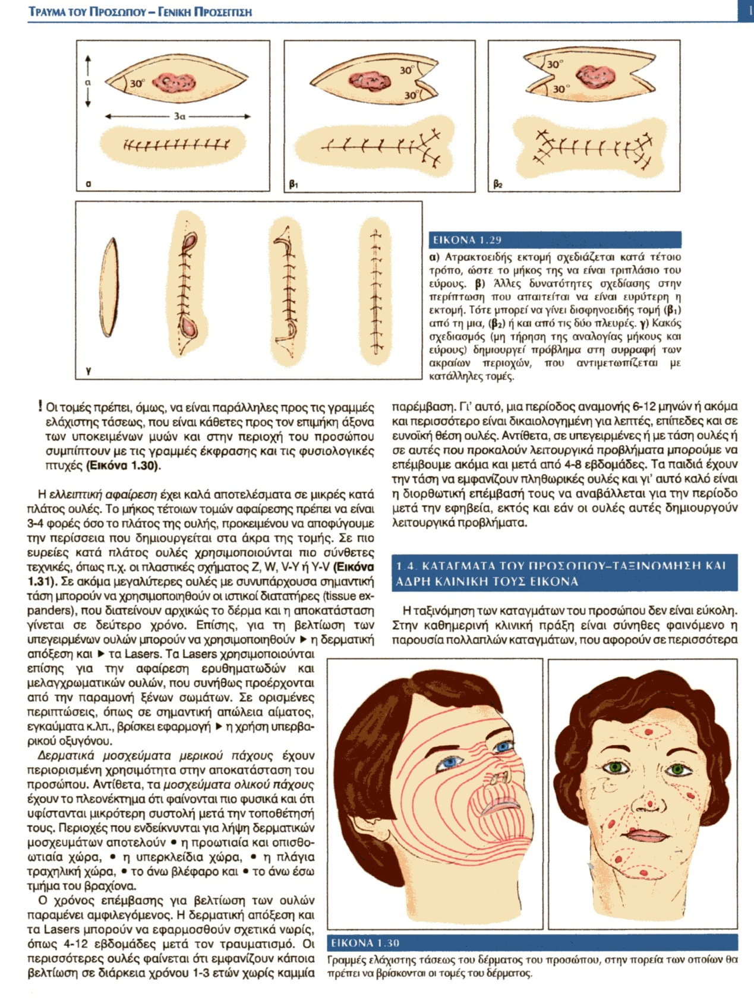 ΤΡΑΥΜΑ ΤΟΥ ΠΡΟΣΩΠΟΥ – ΓΕΝΙΚΗ ΠΡΟΣΕΓΓΙΣΗ
1
α
30°
3α
α
30°
30°
β1
30°
30°
β2
γ
ΕΙΚΟΝΑ 1.29
α) Ατρακτοειδής εκτομή σχεδιάζεται κατά τέτοιο
τρόπο, ώστε το μήκος της να είναι τριπλάσιο του
εύρους. β) Άλλες δυνατότητες σχεδίασης στην
περίπτωση που απαιτείται να είναι ευρύτερη η
εκτομή. Τότε μπορεί να γίνει δισφηνοειδής τομή (β1)
από τη μια, (β2) ή και από τις δύο πλευρές. γ) Κακός
σχεδιασμός (μη τήρηση της αναλογίας μήκους και
εύρους) δημιουργεί πρόβλημα στη συρραφή των
ακραίων περιοχών, που αντιμετωπίζεται με
κατάλληλες τομές.
! Οι τομές πρέπει, όμως, να είναι παράλληλες προς τις γραμμές
ελάχιστης τάσεως, που είναι κάθετες προς τον επιμήκη άξονα
των υποκειμένων μυών και στην περιοχή του προσώπου
συμπίπτουν με τις γραμμές έκφρασης και τις φυσιολογικές
πτυχές (Εικόνα 1.30).
Η ελλειπτική αφαίρεση έχει καλά αποτελέσματα σε μικρές κατά
πλάτος ουλές. Το μήκος τέτοιων τομών αφαίρεσης πρέπει να είναι
3-4 φορές όσο το πλάτος της ουλής, προκειμένου να αποφύγουμε
την περίσσεια που δημιουργείται στα άκρα της τομής. Σε πιο
ευρείες κατά πλάτος ουλές χρησιμοποιούνται πιο σύνθετες
τεχνικές, όπως π.χ. οι πλαστικές σχήματος Z, W, V-Y ή Y-V (Εικόνα
1.31). Σε ακόμα μεγαλύτερες ουλές με συνυπάρχουσα σημαντική
τάση μπορούν να χρησιμοποιηθούν οι ιστικοί διατατήρες (tissue ex-
panders), που διατείνουν αρχικώς το δέρμα και η αποκατάσταση
γίνεται σε δεύτερο χρόνο. Επίσης, για τη βελτίωση των
υπεγειρμένων ουλών μπορούν να χρησιμοποιηθούν ▶ η δερματική
απόξεση και ▶ τα Lasers. Τα Lasers χρησιμοποιούνται
επίσης για την αφαίρεση ερυθηματωδών και
μελαγχρωματικών ουλών, που συνήθως προέρχονται
από την παραμονή ξένων σωμάτων. Σε ορισμένες
περιπτώσεις, όπως σε σημαντική απώλεια αίματος,
εγκαύματα κ.λπ., βρίσκει εφαρμογή ▶ η χρήση υπερβα-
ρικού οξυγόνου.
Δερματικά μοσχεύματα μερικού πάχους έχουν
περιορισμένη χρησιμότητα στην αποκατάσταση του
προσώπου. Αντίθετα, τα μοσχεύματα ολικού πάχους
έχουν το πλεονέκτημα ότι φαίνονται πιο φυσικά και ότι
υφίστανται μικρότερη συστολή μετά την τοποθέτησή
τους. Περιοχές που ενδείκνυνται για λήψη δερματικών
μοσχευμάτων αποτελούν • η προωτιαία και οπισθο-
ωτιαία χώρα, • η υπερκλείδια χώρα, • η πλάγια
τραχηλική χώρα, • το άνω βλέφαρο και • το άνω έσω
τμήμα του βραχίονα.
Ο χρόνος επέμβασης για βελτίωση των ουλών
παραμένει αμφιλεγόμενος. Η δερματική απόξεση και
τα Lasers μπορούν να εφαρμοσθούν σχετικά νωρίς,
όπως 4-12 εβδομάδες μετά τον τραυματισμό. Οι
περισσότερες ουλές φαίνεται ότι εμφανίζουν κάποια
βελτίωση σε διάρκεια χρόνου 1-3 ετών χωρίς καμμία
παρέμβαση. Γι' αυτό, μια περίοδος αναμονής 6-12 μηνών ή ακόμα
και περισσότερο είναι δικαιολογημένη για λεπτές, επίπεδες και σε
ευνοϊκή θέση ουλές. Αντίθετα, σε υπεγειρμένες ή με τάση ουλές ή
σε αυτές που προκαλούν λειτουργικά προβλήματα μπορούμε να
επέμβουμε ακόμα και μετά από 4-8 εβδομάδες. Τα παιδιά έχουν
την τάση να εμφανίζουν πληθωρικές ουλές και γι' αυτό καλό είναι
η διορθωτική επέμβασή τους να αναβάλλεται για την περίοδο
μετά την εφηβεία, εκτός και εάν οι ουλές αυτές δημιουργούν
λειτουργικά προβλήματα.
1.4. ΚΑΤΑΓΜΑΤΑ ΤΟΥ ΠΡΟΣΩΠΟΥ–ΤΑΞΙΝΟΜΗΣΗ ΚΑΙ
ΑΔΡΗ ΚΛΙΝΙΚΗ ΤΟΥΣ ΕΙΚΟΝΑ
Η ταξινόμηση των καταγμάτων του προσώπου δεν είναι εύκολη.
Στην καθημερινή κλινική πράξη είναι σύνηθες φαινόμενο η
παρουσία πολλαπλών καταγμάτων, που αφορούν σε περισσότερα
ΕΙΚΟΝΑ 1.30
Γραμμές ελάχιστης τάσεως του δέρματος του προσώπου, στην πορεία των οποίων θα
πρέπει να βρίσκονται οι τομές του δέρματος.